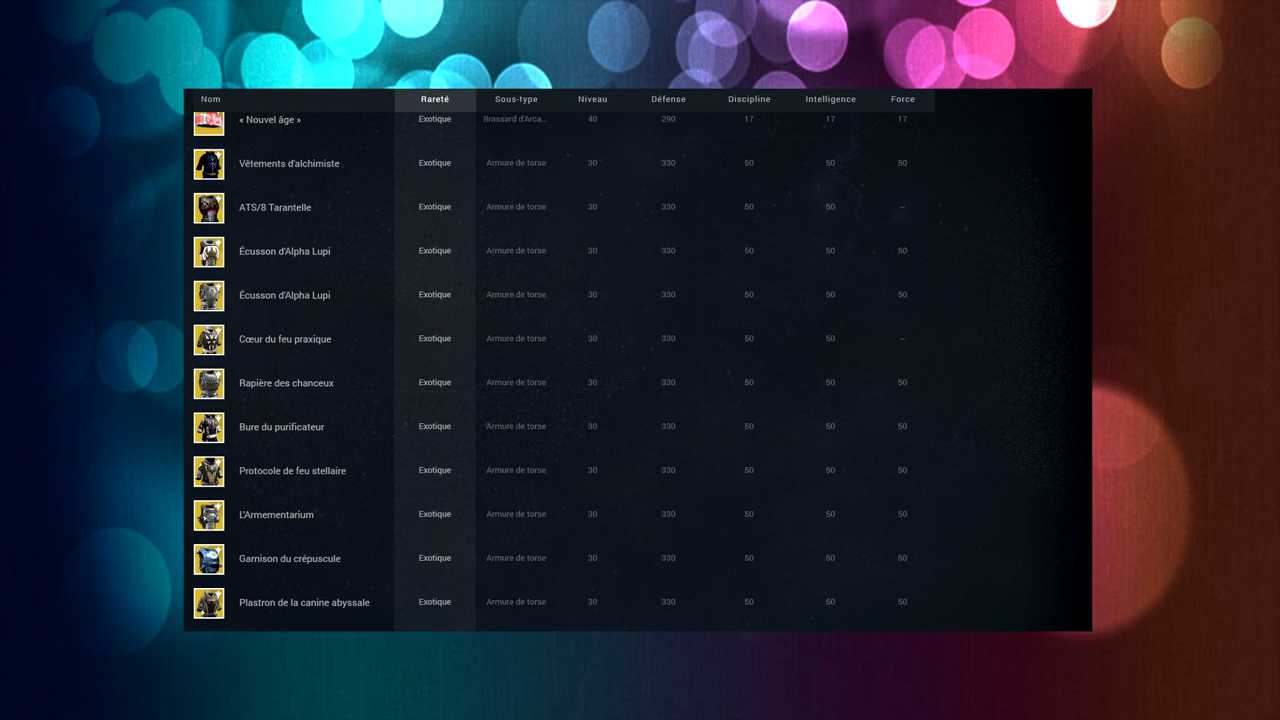 Nom Rareté Sous-type Niveau Défense Discipline Intelligence Force
« Nouvel âge » Exotique Brassard d'Arca... 40 290 17 17 17
Vêtements d'alchimiste Exotique Armure de torse 30 330 50 50 50
ATS/8 Tarantelle Exotique Armure de torse 30 330 50 50 –
Écusson d'Alpha Lupi Exotique Armure de torse 30 330 50 50 50
Écusson d'Alpha Lupi Exotique Armure de torse 30 330 50 50 50
Cœur du feu praxique Exotique Armure de torse 30 330 50 50 –
Rapière des chanceux Exotique Armure de torse 30 330 50 50 50
Bure du purificateur Exotique Armure de torse 30 330 50 50 50
Protocole de feu stellaire Exotique Armure de torse 30 330 50 50 50
L'Armementarium Exotique Armure de torse 30 330 50 50 50
Garnison du crépuscule Exotique Armure de torse 30 330 50 50 50
Plastron de la canine abyssale Exotique Armure de torse 30 330 50 50 50